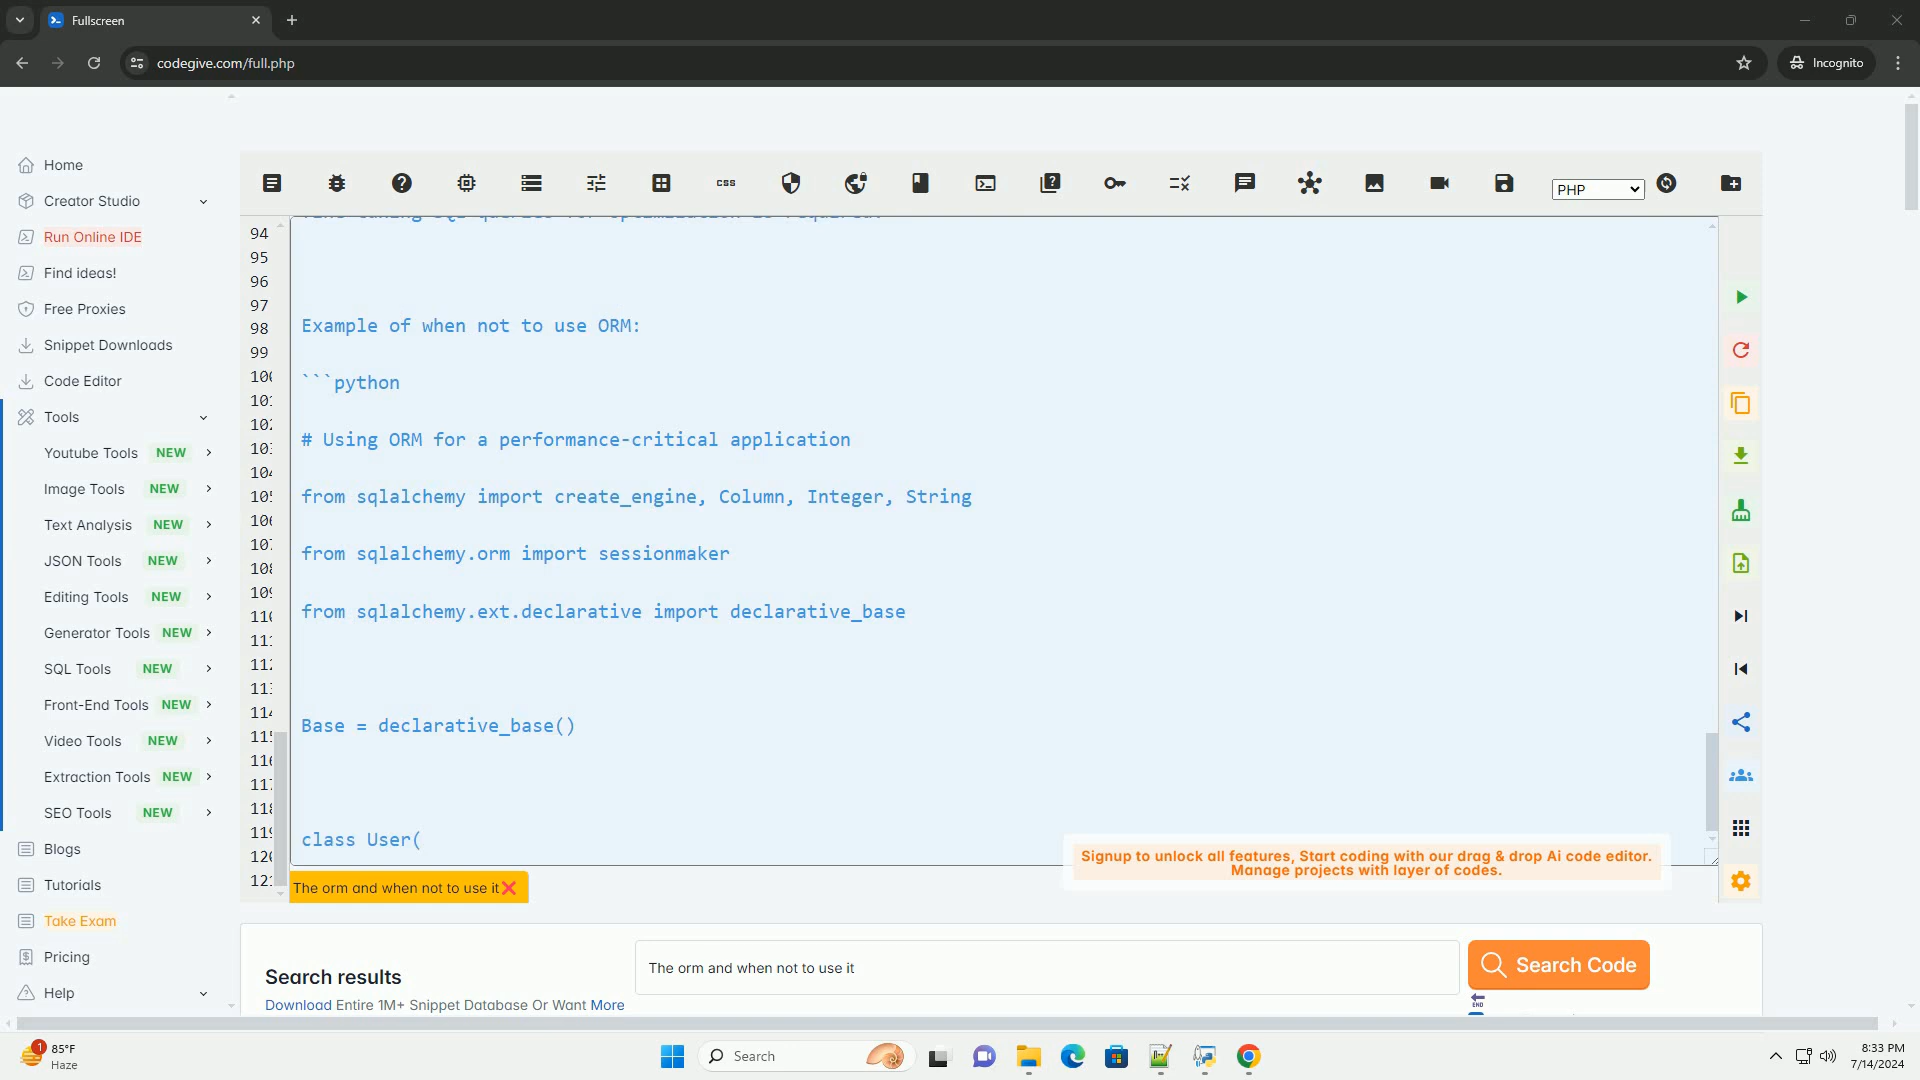 Fullscreen
codegive.com/full.php
Incognito
Home
Creator Studio
Run Online IDE
Find ideas!
Free Proxies
Snippet Downloads
Code Editor
Tools
Youtube Tools NEW
Image Tools NEW
Text Analysis NEW
JSON Tools NEW
Editing Tools NEW
Generator Tools NEW
SQL Tools NEW
Front-End Tools NEW
Video Tools NEW
Extraction Tools NEW
SEO Tools NEW
Blogs
Tutorials
Take Exam
Pricing
Help
css
PHP
94
95
96
97
98
99
Example of when not to use ORM:
```python
# Using ORM for a performance-critical application
from sqlalchemy import create_engine, Column, Integer, String
from sqlalchemy.orm import sessionmaker
from sqlalchemy.ext.declarative import declarative_base
Base = declarative_base()
class User(
Signup to unlock all features, Start coding with our drag & drop Ai code editor.
Manage projects with layer of codes.
The orm and when not to use it
Search results
Download Entire 1M+ Snippet Database Or Want More
The orm and when not to use it
Search Code
END
1
85°F
Haze
Search
8:33 PM
7/14/2024